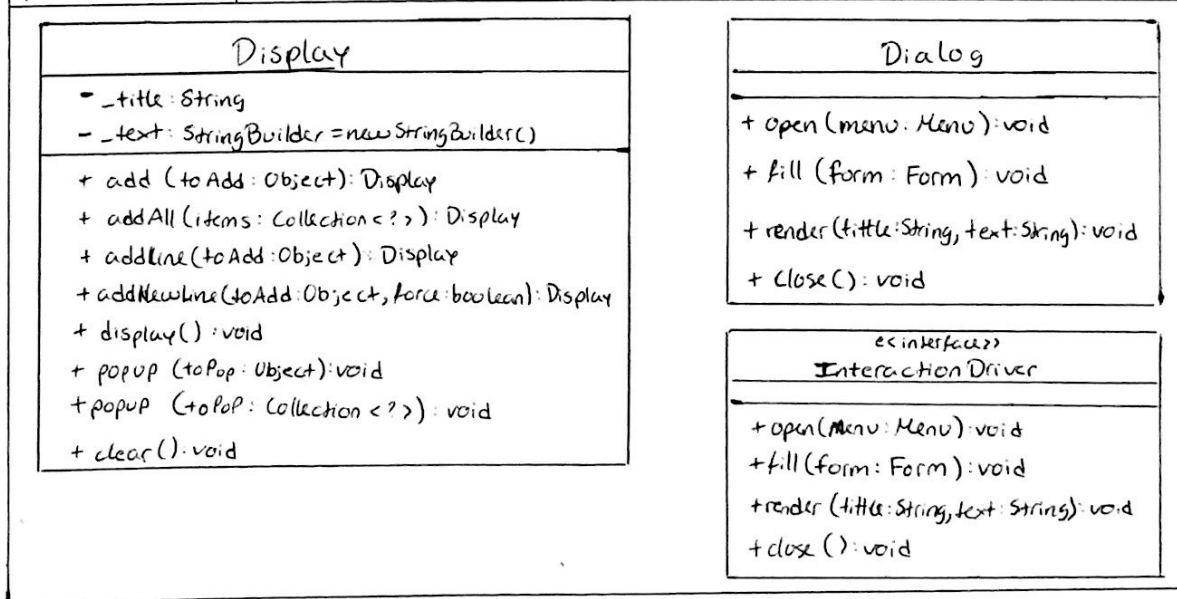 Display
- _title: String
- _text: StringBuilder = new StringBuilder()
+ add (toAdd: Object): Display
+ addAll (items: Collection<?>): Display
+ addLine (toAdd: Object): Display
+ addNewLine (toAdd: Object, force: boolean): Display
+ display(): void
+ popup (toPop: Object): void
+ popup (toPop: Collection<?>): void
+ clear(): void
Dialog
+ open (menu: Menu): void
+ fill (form: Form): void
+ render (tittle: String, text: String): void
+ close(): void
<<interface>>
InteractionDriver
+ open (Menu: Menu): void
+ fill (form: Form): void
+ render (tittle: String, text: String): void
+ close (): void